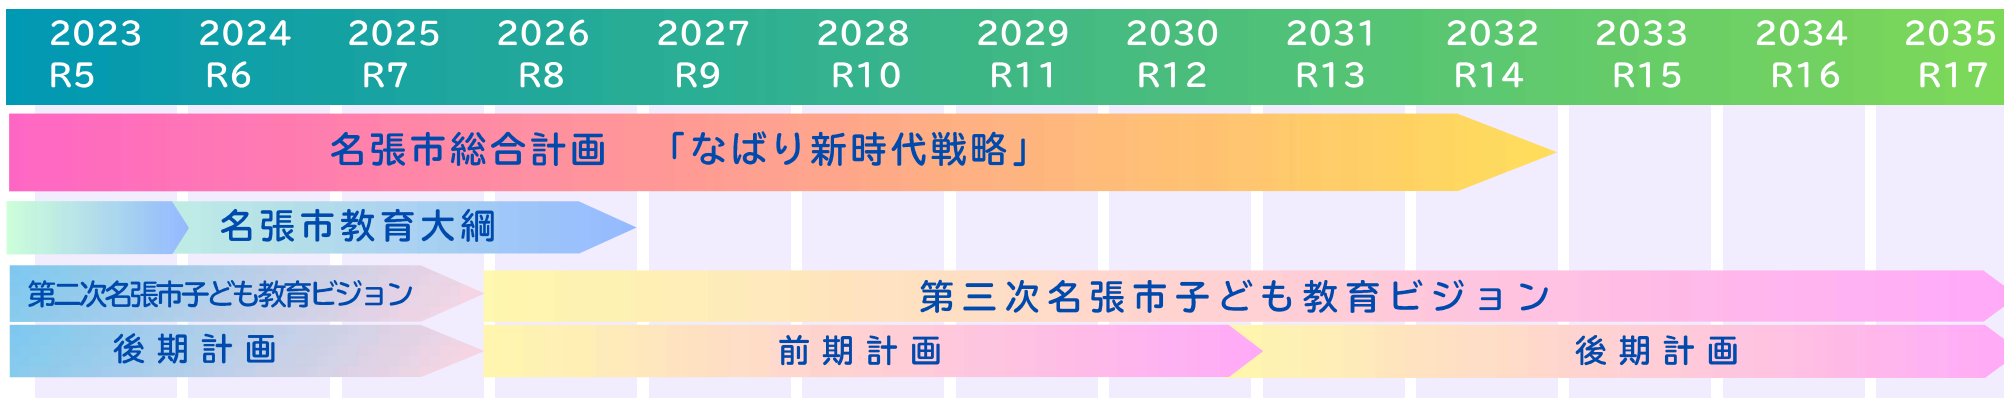 2023 2024 2025 2026 2027 2028 2029 2030 2031 2032 2033 2034 2035
R5 R6 R7 R8 R9 R10 R11 R12 R13 R14 R15 R16 R17
名張市総合計画 「なばり新時代戦略」
名張市教育大綱
第二次名張市子ども教育ビジョン 第三次名張市子ども教育ビジョン
後期計画 前期計画 後期計画